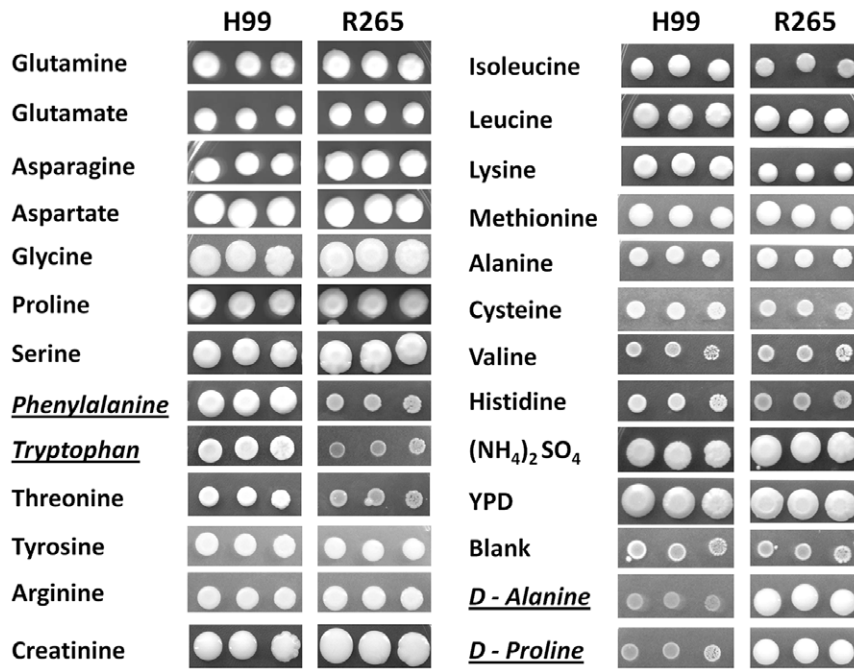 H99 R265
Glutamine
Glutamate
Asparagine
Aspartate
Glycine
Proline
Serine
Phenylalanine
Tryptophan
Threonine
Tyrosine
Arginine
Creatinine
H99 R265
Isoleucine
Leucine
Lysine
Methionine
Alanine
Cysteine
Valine
Histidine
(NH4)2 SO4
YPD
Blank
D - Alanine
D - Proline